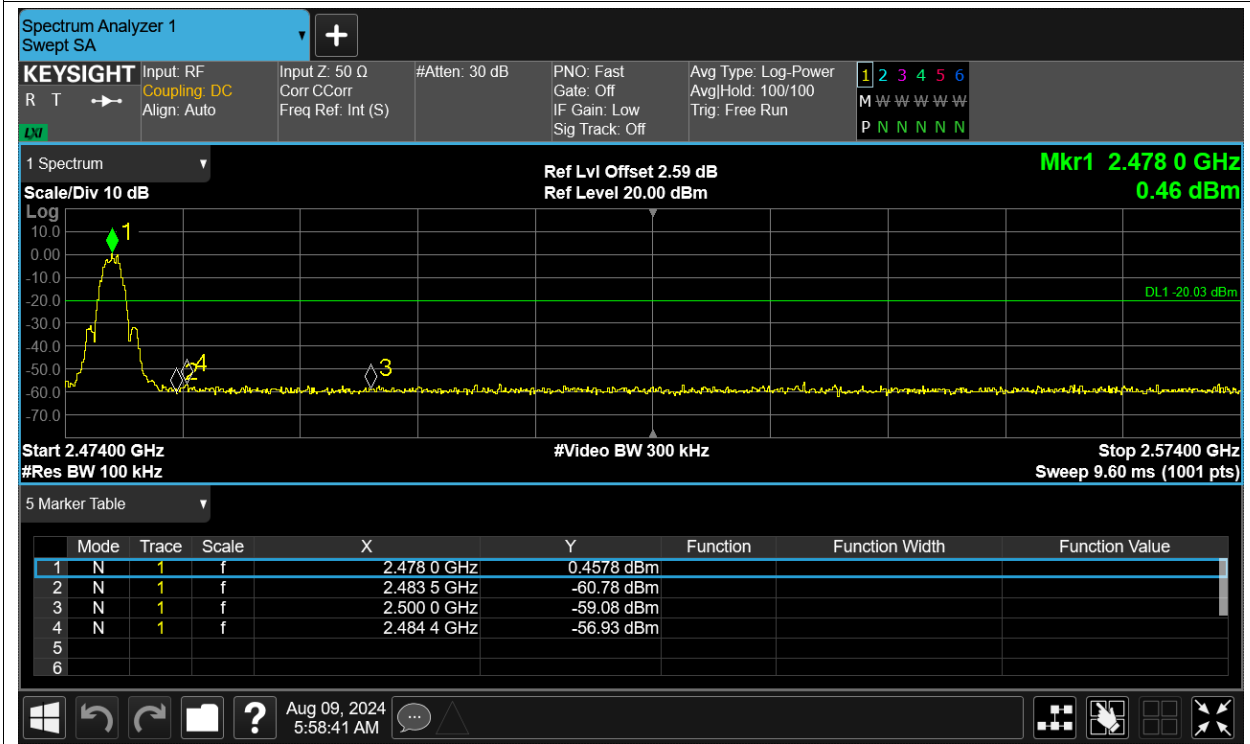 Spectrum Analyzer 1
Swept SA
+
KEYSIGHT Input: RF Input Z: 50 Ω #Atten: 30 dB PNO: Fast Avg Type: Log-Power 1 2 3 4 5 6
R T Coupling: DC Corr CCorr Gate: Off Avg|Hold: 100/100 M W W W W W
Align: Auto Freq Ref: Int (S) IF Gain: Low Trig: Free Run
LXI Sig Track: Off P N N N N N
1 Spectrum Ref Lvl Offset 2.59 dB Mkr1 2.478 0 GHz
Scale/Div 10 dB Ref Level 20.00 dBm 0.46 dBm
Log
10.0 1
0.00
-10.0
-20.0 DL1 -20.03 dBm
-30.0
-40.0
-50.0 2 4 3
-60.0
-70.0
Start 2.47400 GHz #Video BW 300 kHz Stop 2.57400 GHz
#Res BW 100 kHz Sweep 9.60 ms (1001 pts)
5 Marker Table
Mode Trace Scale X Y Function Function Width Function Value
1 N 1 f 2.478 0 GHz 0.4578 dBm
2 N 1 f 2.483 5 GHz -60.78 dBm
3 N 1 f 2.500 0 GHz -59.08 dBm
4 N 1 f 2.484 4 GHz -56.93 dBm
5
6
? Aug 09, 2024
5:58:41 AM